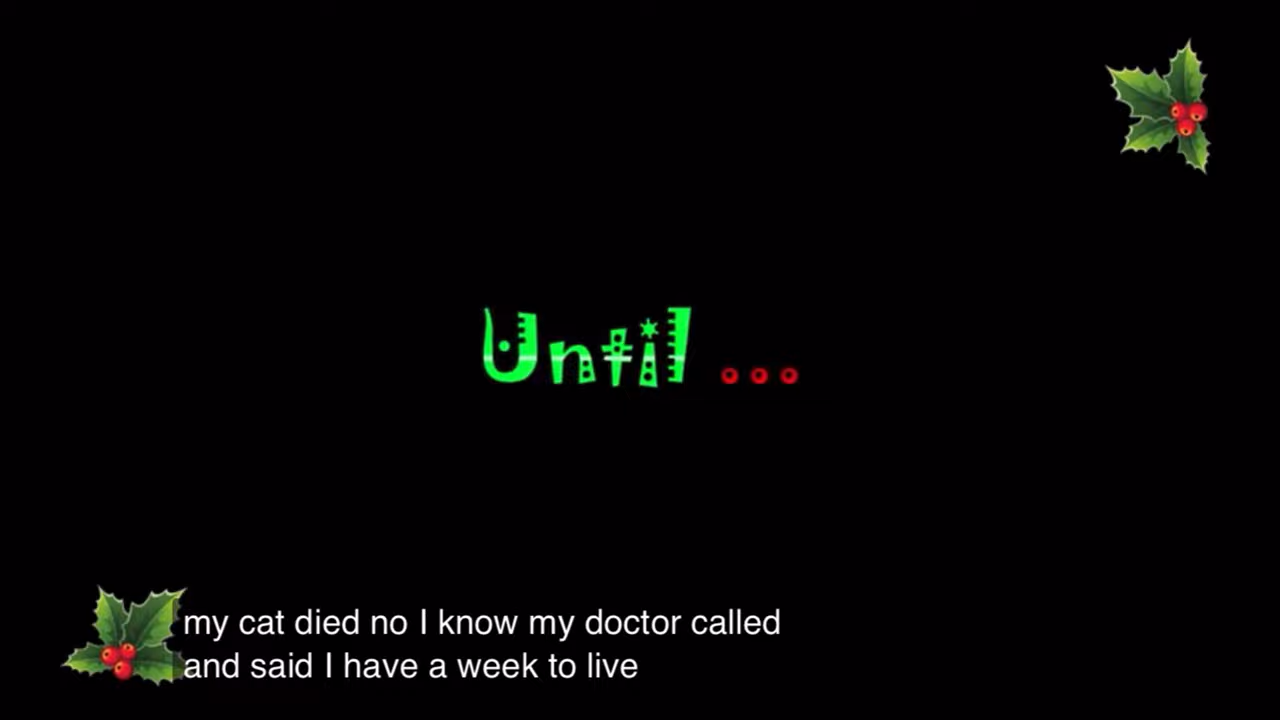 Until...
my cat died no I know my doctor called
and said I have a week to live